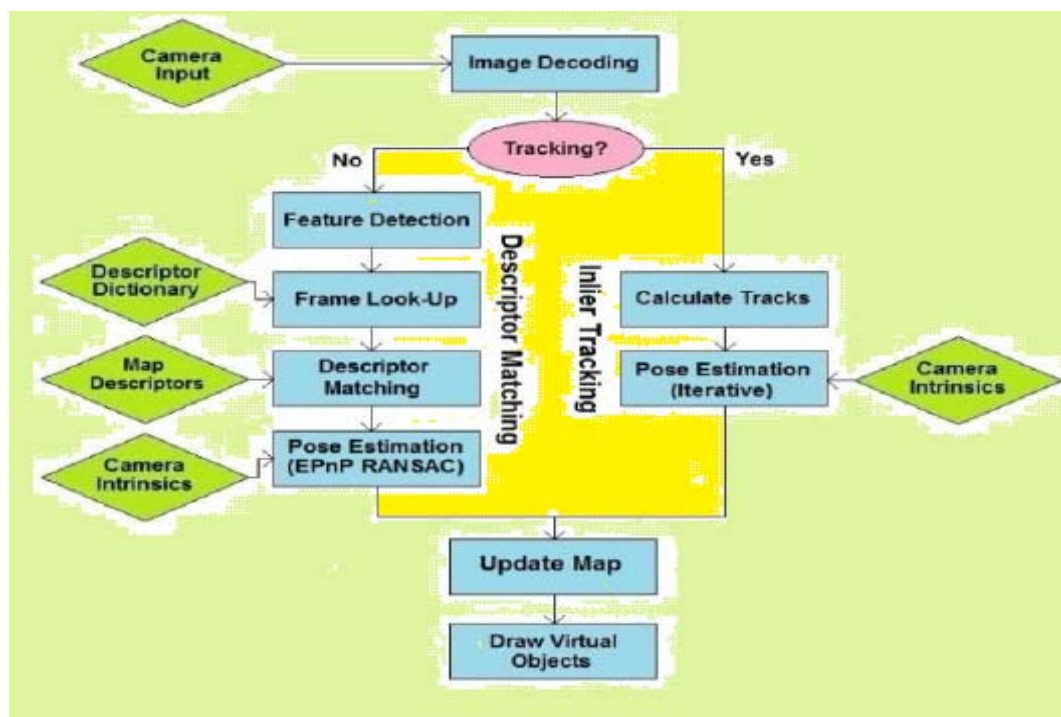 Camera
Input
Image Decoding
Tracking?
No
Yes
Feature Detection
Descriptor
Dictionary
Frame Look-Up
Map
Descriptors
Descriptor
Matching
Camera
Intrinsics
Pose Estimation
(EPnP RANSAC)
Descriptor Matching
Inlier Tracking
Calculate Tracks
Pose Estimation
(Iterative)
Camera
Intrinsics
Update Map
Draw Virtual
Objects